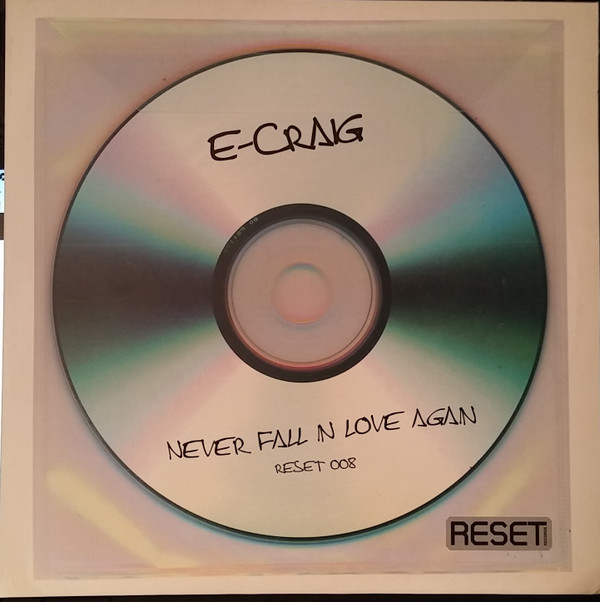 E-CRAIG
NEVER FALL IN LOVE AGAIN
RESET 008
RESET